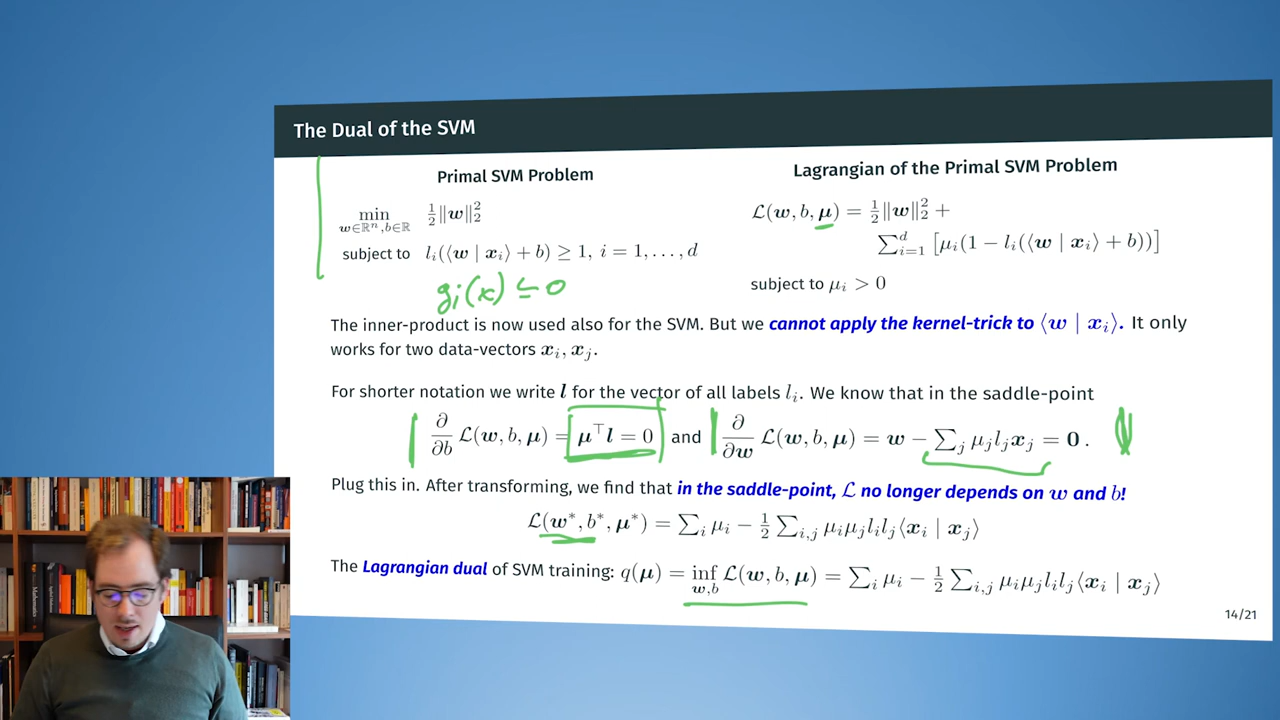 The Dual of the SVM
Primal SVM Problem
min w∈ℝⁿ,b∈ℝ ½‖w‖₂²
subject to lᵢ(⟨w | xᵢ⟩ + b) ≥ 1, i = 1, . . . , d
gᵢ(x) ≤ 0
Lagrangian of the Primal SVM Problem
ℒ(w, b, μ) = ½‖w‖₂² +
∑ᵢ₌₁ᵈ [μᵢ(1 − lᵢ(⟨w | xᵢ⟩ + b))]
subject to μᵢ > 0
The inner-product is now used also for the SVM. But we cannot apply the kernel-trick to ⟨w | xᵢ⟩. It only
works for two data-vectors xᵢ, xⱼ.
For shorter notation we write l for the vector of all labels lᵢ. We know that in the saddle-point
∂/∂b ℒ(w, b, μ) = μ⊤l = 0 and ∂/∂w ℒ(w, b, μ) = w − ∑ⱼ μⱼlⱼxⱼ = 0 .
Plug this in. After transforming, we find that in the saddle-point, ℒ no longer depends on w and b!
ℒ(w*, b*, μ*) = ∑ᵢ μᵢ − ½ ∑ᵢ,ⱼ μᵢμⱼlᵢlⱼ⟨xᵢ | xⱼ⟩
The Lagrangian dual of SVM training: q(μ) = inf w,b ℒ(w, b, μ) = ∑ᵢ μᵢ − ½ ∑ᵢ,ⱼ μᵢμⱼlᵢlⱼ⟨xᵢ | xⱼ⟩
14/21